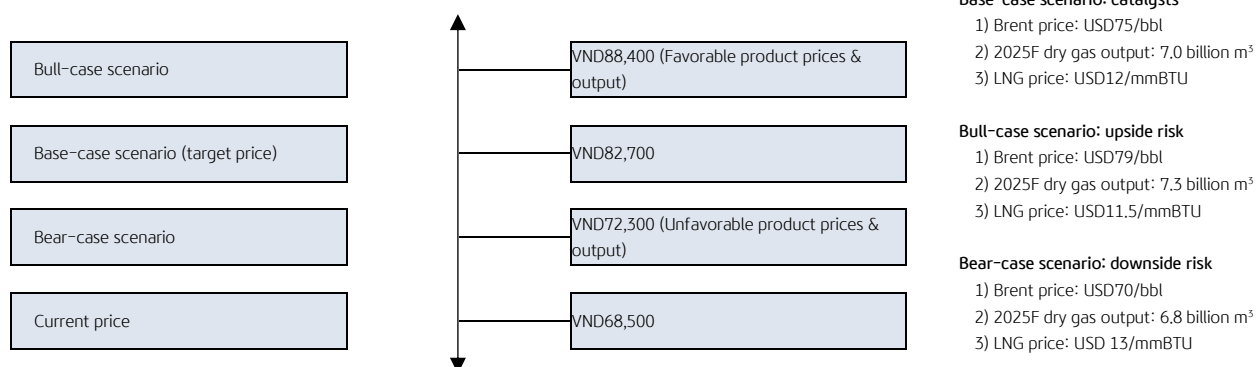 Bull-case scenario
VND88,400 (Favorable product prices &
output)
Base-case scenario (target price)
VND82,700
Bear-case scenario
VND72,300 (Unfavorable product prices &
output)
Current price
VND68,500
Base-case scenario: catalysts
1) Brent price: USD75/bbl
2) 2025F dry gas output: 7.0 billion m³
3) LNG price: USD12/mmBTU
Bull-case scenario: upside risk
1) Brent price: USD79/bbl
2) 2025F dry gas output: 7.3 billion m³
3) LNG price: USD11.5/mmBTU
Bear-case scenario: downside risk
1) Brent price: USD70/bbl
2) 2025F dry gas output: 6.8 billion m³
3) LNG price: USD 13/mmBTU